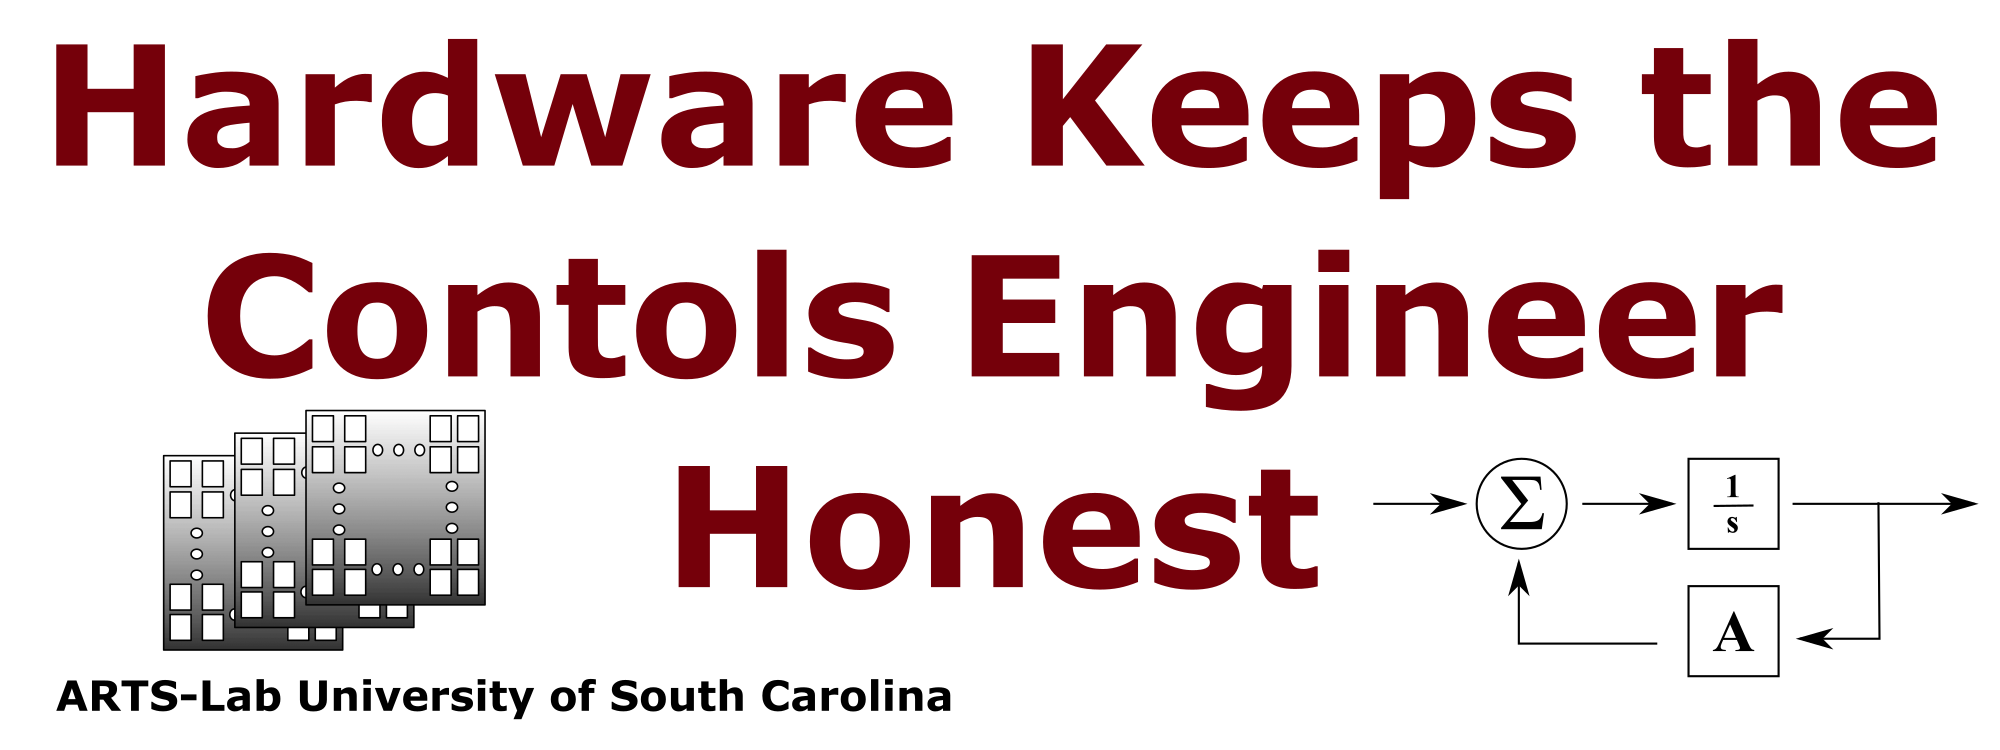 Hardware Keeps the
Contols Engineer
Honest
Σ
1
s
A
ARTS-Lab University of South Carolina